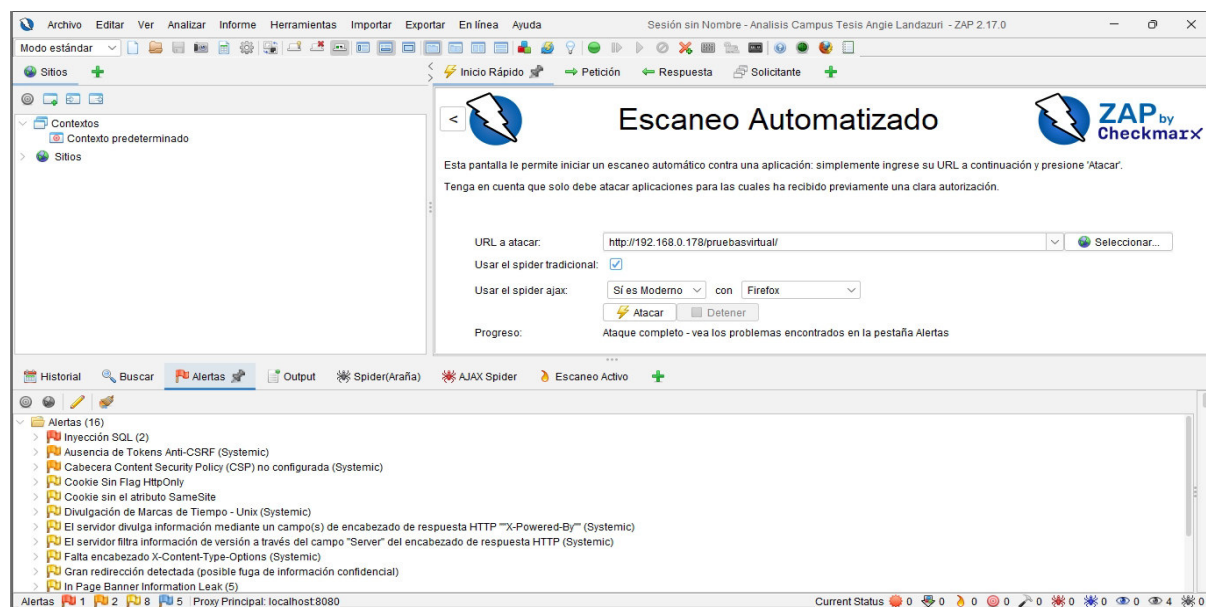 Archivo Editar Ver Analizar Informe Herramientas Importar Exportar En línea Ayuda
Sesión sin Nombre - Analisis Campus Tesis Angie Landazuri - ZAP 2.17.0
Modo estándar
Sitios
Inicio Rápido Petición Respuesta Solicitante
Contextos
Contexto predeterminado
Sitios
<
Escaneo Automatizado
ZAP by Checkmarx
Esta pantalla le permite iniciar un escaneo automático contra una aplicación: simplemente ingrese su URL a continuación y presione 'Atacar'.
Tenga en cuenta que solo debe atacar aplicaciones para las cuales ha recibido previamente una clara autorización.
URL a atacar: http://192.168.0.178/pruebasvirtual/ Seleccionar...
Usar el spider tradicional:
Usar el spider ajax: Sí es Moderno con Firefox
Atacar Detener
Progreso: Ataque completo - vea los problemas encontrados en la pestaña Alertas
Historial Buscar Alertas Output Spider(Araña) AJAX Spider Escaneo Activo
Alertas (16)
Inyección SQL (2)
Ausencia de Tokens Anti-CSRF (Systemic)
Cabecera Content Security Policy (CSP) no configurada (Systemic)
Cookie Sin Flag HttpOnly
Cookie sin el atributo SameSite
Divulgación de Marcas de Tiempo - Unix (Systemic)
El servidor divulga información mediante un campo(s) de encabezado de respuesta HTTP ""X-Powered-By"" (Systemic)
El servidor filtra información de versión a través del campo "Server" del encabezado de respuesta HTTP (Systemic)
Falta encabezado X-Content-Type-Options (Systemic)
Gran redirección detectada (posible fuga de información confidencial)
In Page Banner Information Leak (5)
Alertas 1 2 8 5 Proxy Principal: localhost:8080
Current Status 0 0 0 0 0 0 0 0 4 0